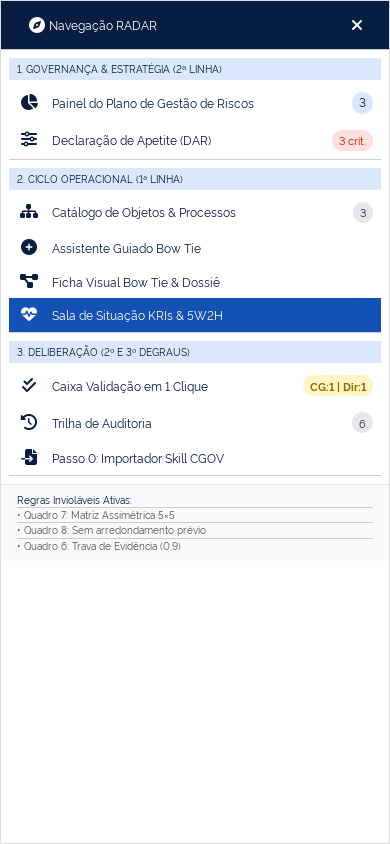 Navegação RADAR
1. GOVERNANÇA & ESTRATÉGIA (2ª LINHA)
Painel do Plano de Gestão de Riscos 3
Declaração de Apetite (DAR) 3 crit.
2. CICLO OPERACIONAL (1ª LINHA)
Catálogo de Objetos & Processos 3
Assistente Guiado Bow Tie
Ficha Visual Bow Tie & Dossiê
Sala de Situação KRIs & 5W2H
3. DELIBERAÇÃO (2º E 3º DEGRAUS)
Caixa Validação em 1 Clique CG:1 | Dir:1
Trilha de Auditoria 6
Passo 0: Importador Skill CGOV
Regras Invioláveis Ativas:
• Quadro 7: Matriz Assimétrica 5×5
• Quadro 8: Sem arredondamento prévio
• Quadro 6: Trava de Evidência (0,9)